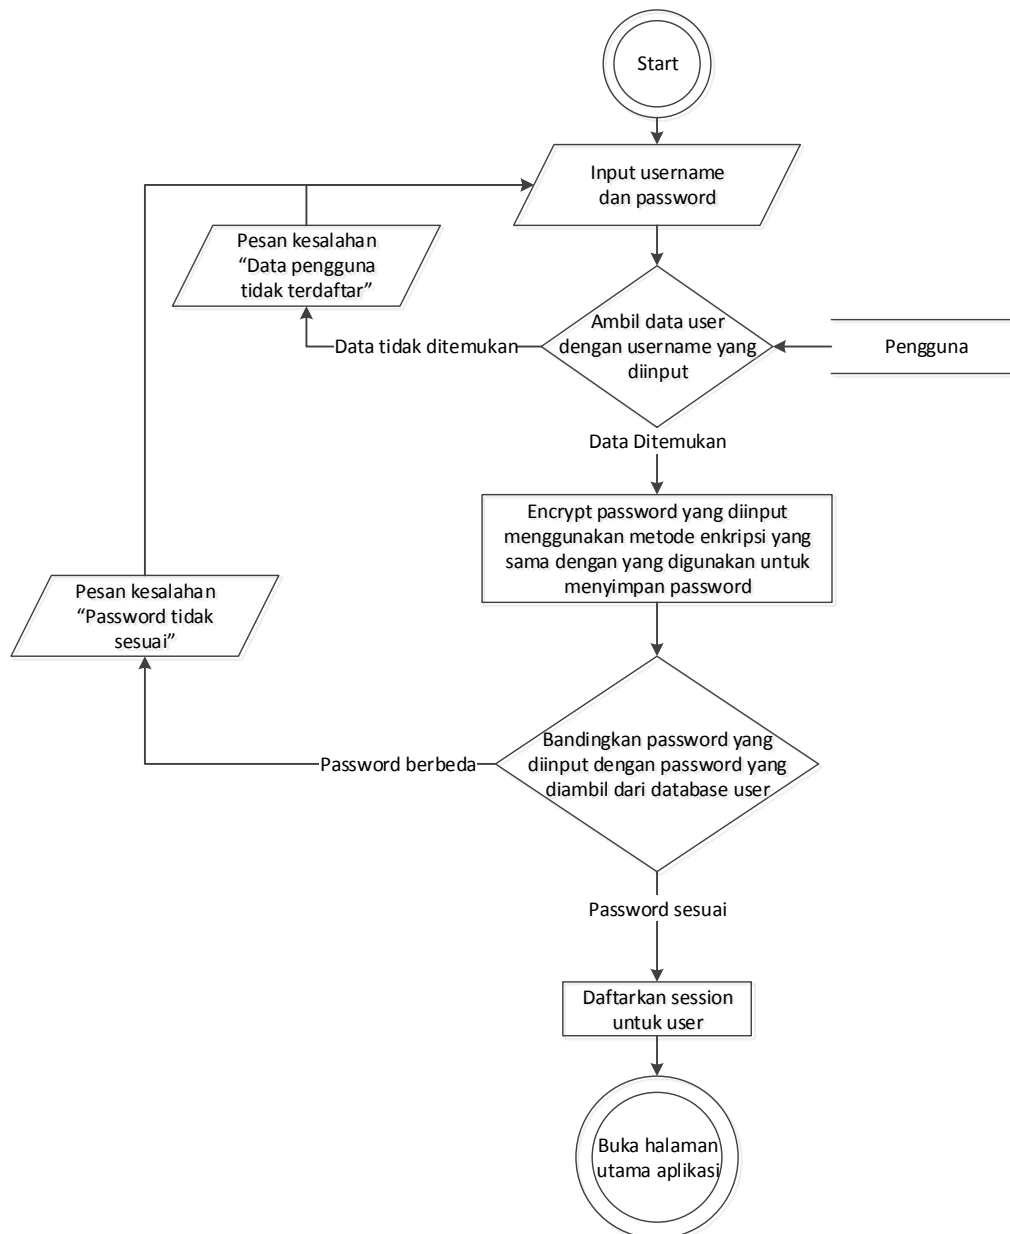 Start
Input username
dan password
Pesan kesalahan
“Data pengguna
tidak terdaftar”
Ambil data user
dengan username yang
diinput
Data tidak ditemukan
Pengguna
Data Ditemukan
Encrypt password yang diinput
menggunakan metode enkripsi yang
sama dengan yang digunakan untuk
menyimpan password
Pesan kesalahan
“Password tidak
sesuai”
Bandingkan password yang
diinput dengan password yang
diambil dari database user
Password berbeda
Password sesuai
Daftarkan session
untuk user
Buka halaman
utama aplikasi